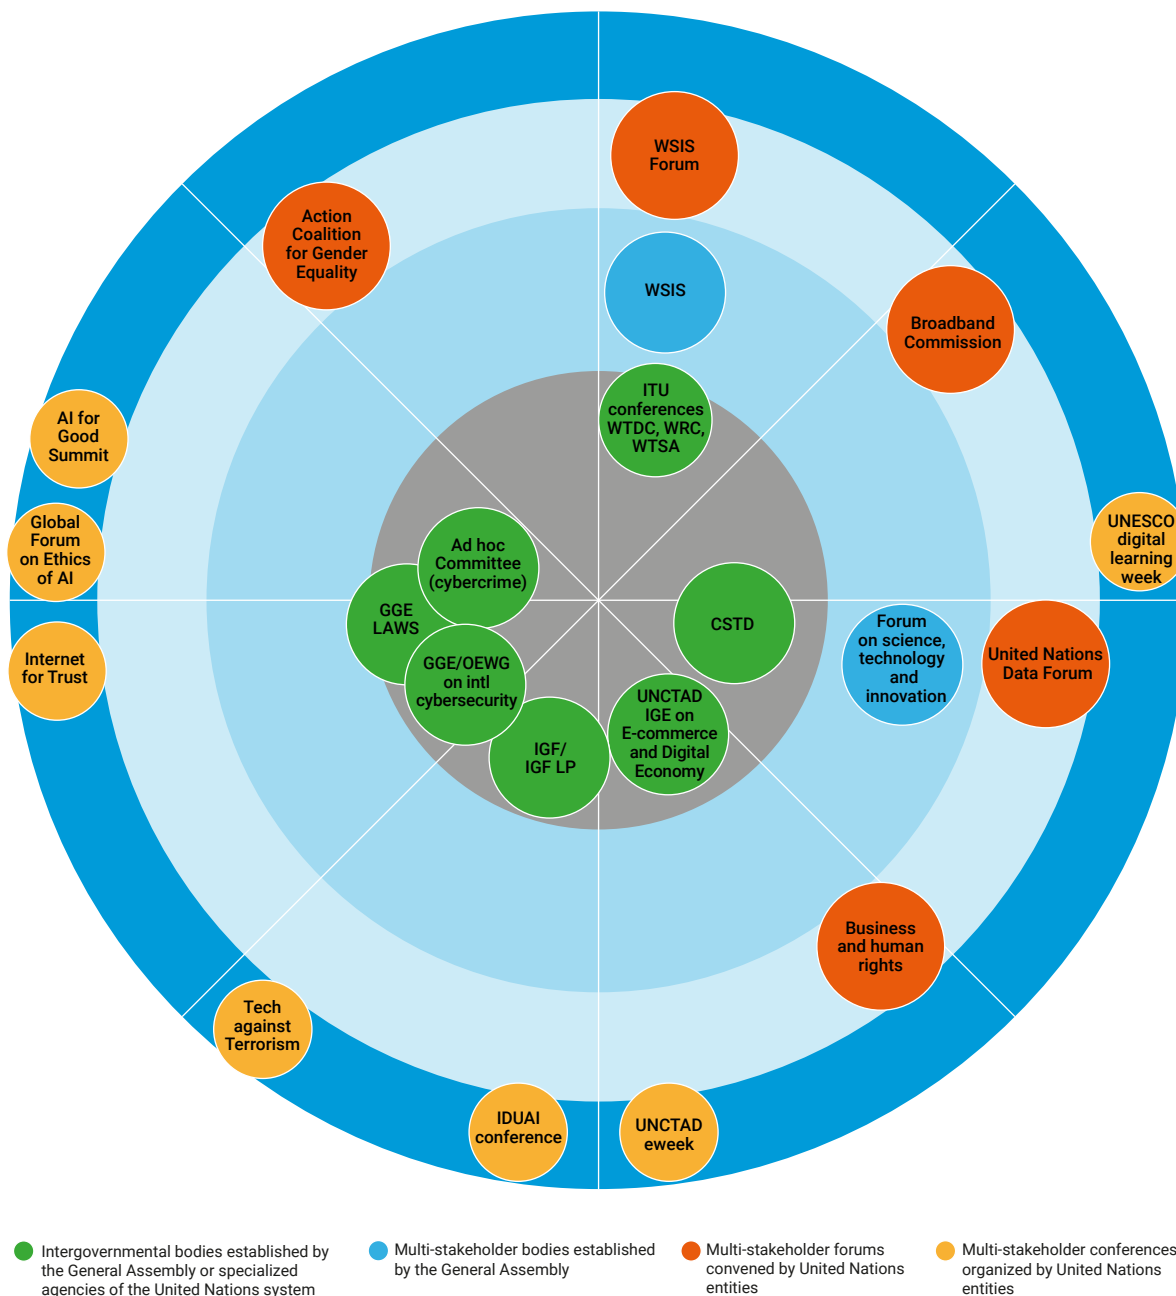 WSIS
Forum
Action
Coalition
for Gender
Equality
WSIS
Broadband
Commission
ITU
conferences
WTDC, WRC,
WTSA
AI for
Good
Summit
Global
Forum
on Ethics
of AI
Ad hoc
Committee
(cybercrime)
UNESCO
digital
learning
week
GGE
LAWS
CSTD
Forum
on science,
technology
and
innovation
United Nations
Data Forum
Internet
for Trust
GGE/OEWG
on intl
cybersecurity
UNCTAD
IGE on
E-commerce
and Digital
Economy
IGF/
IGF LP
Business
and human
rights
Tech
against
Terrorism
IDUAI
conference
UNCTAD
eweek
Intergovernmental bodies established by
the General Assembly or specialized
agencies of the United Nations system
Multi-stakeholder bodies established
by the General Assembly
Multi-stakeholder forums
convened by United Nations
entities
Multi-stakeholder conferences
organized by United Nations
entities